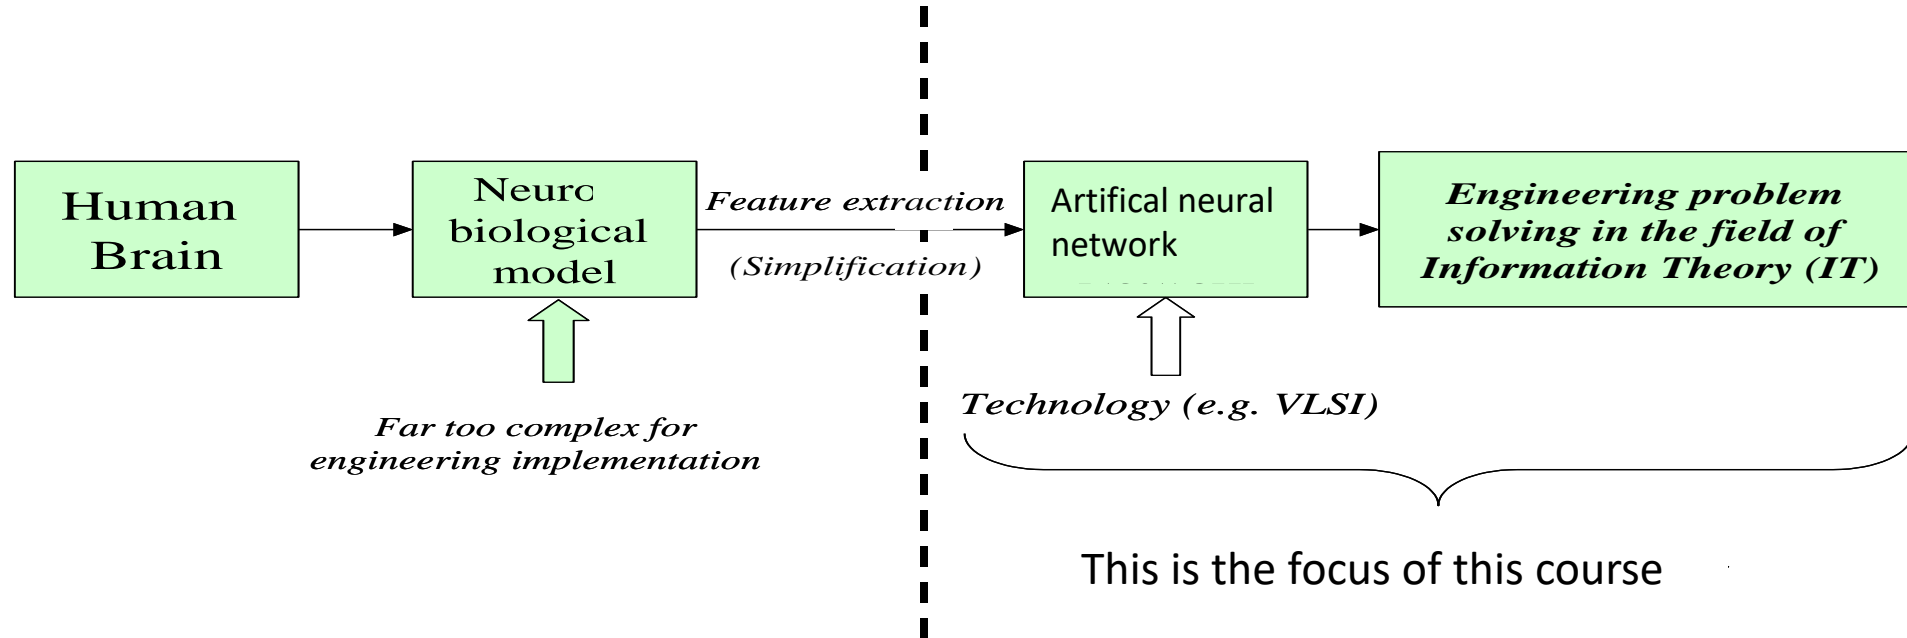 Human
Brain
Neuro
biological
model
Feature extraction
(Simplification)
Artifical neural
network
Engineering problem
solving in the field of
Information Theory (IT)
Far too complex for
engineering implementation
Technology (e.g. VLSI)
This is the focus of this course